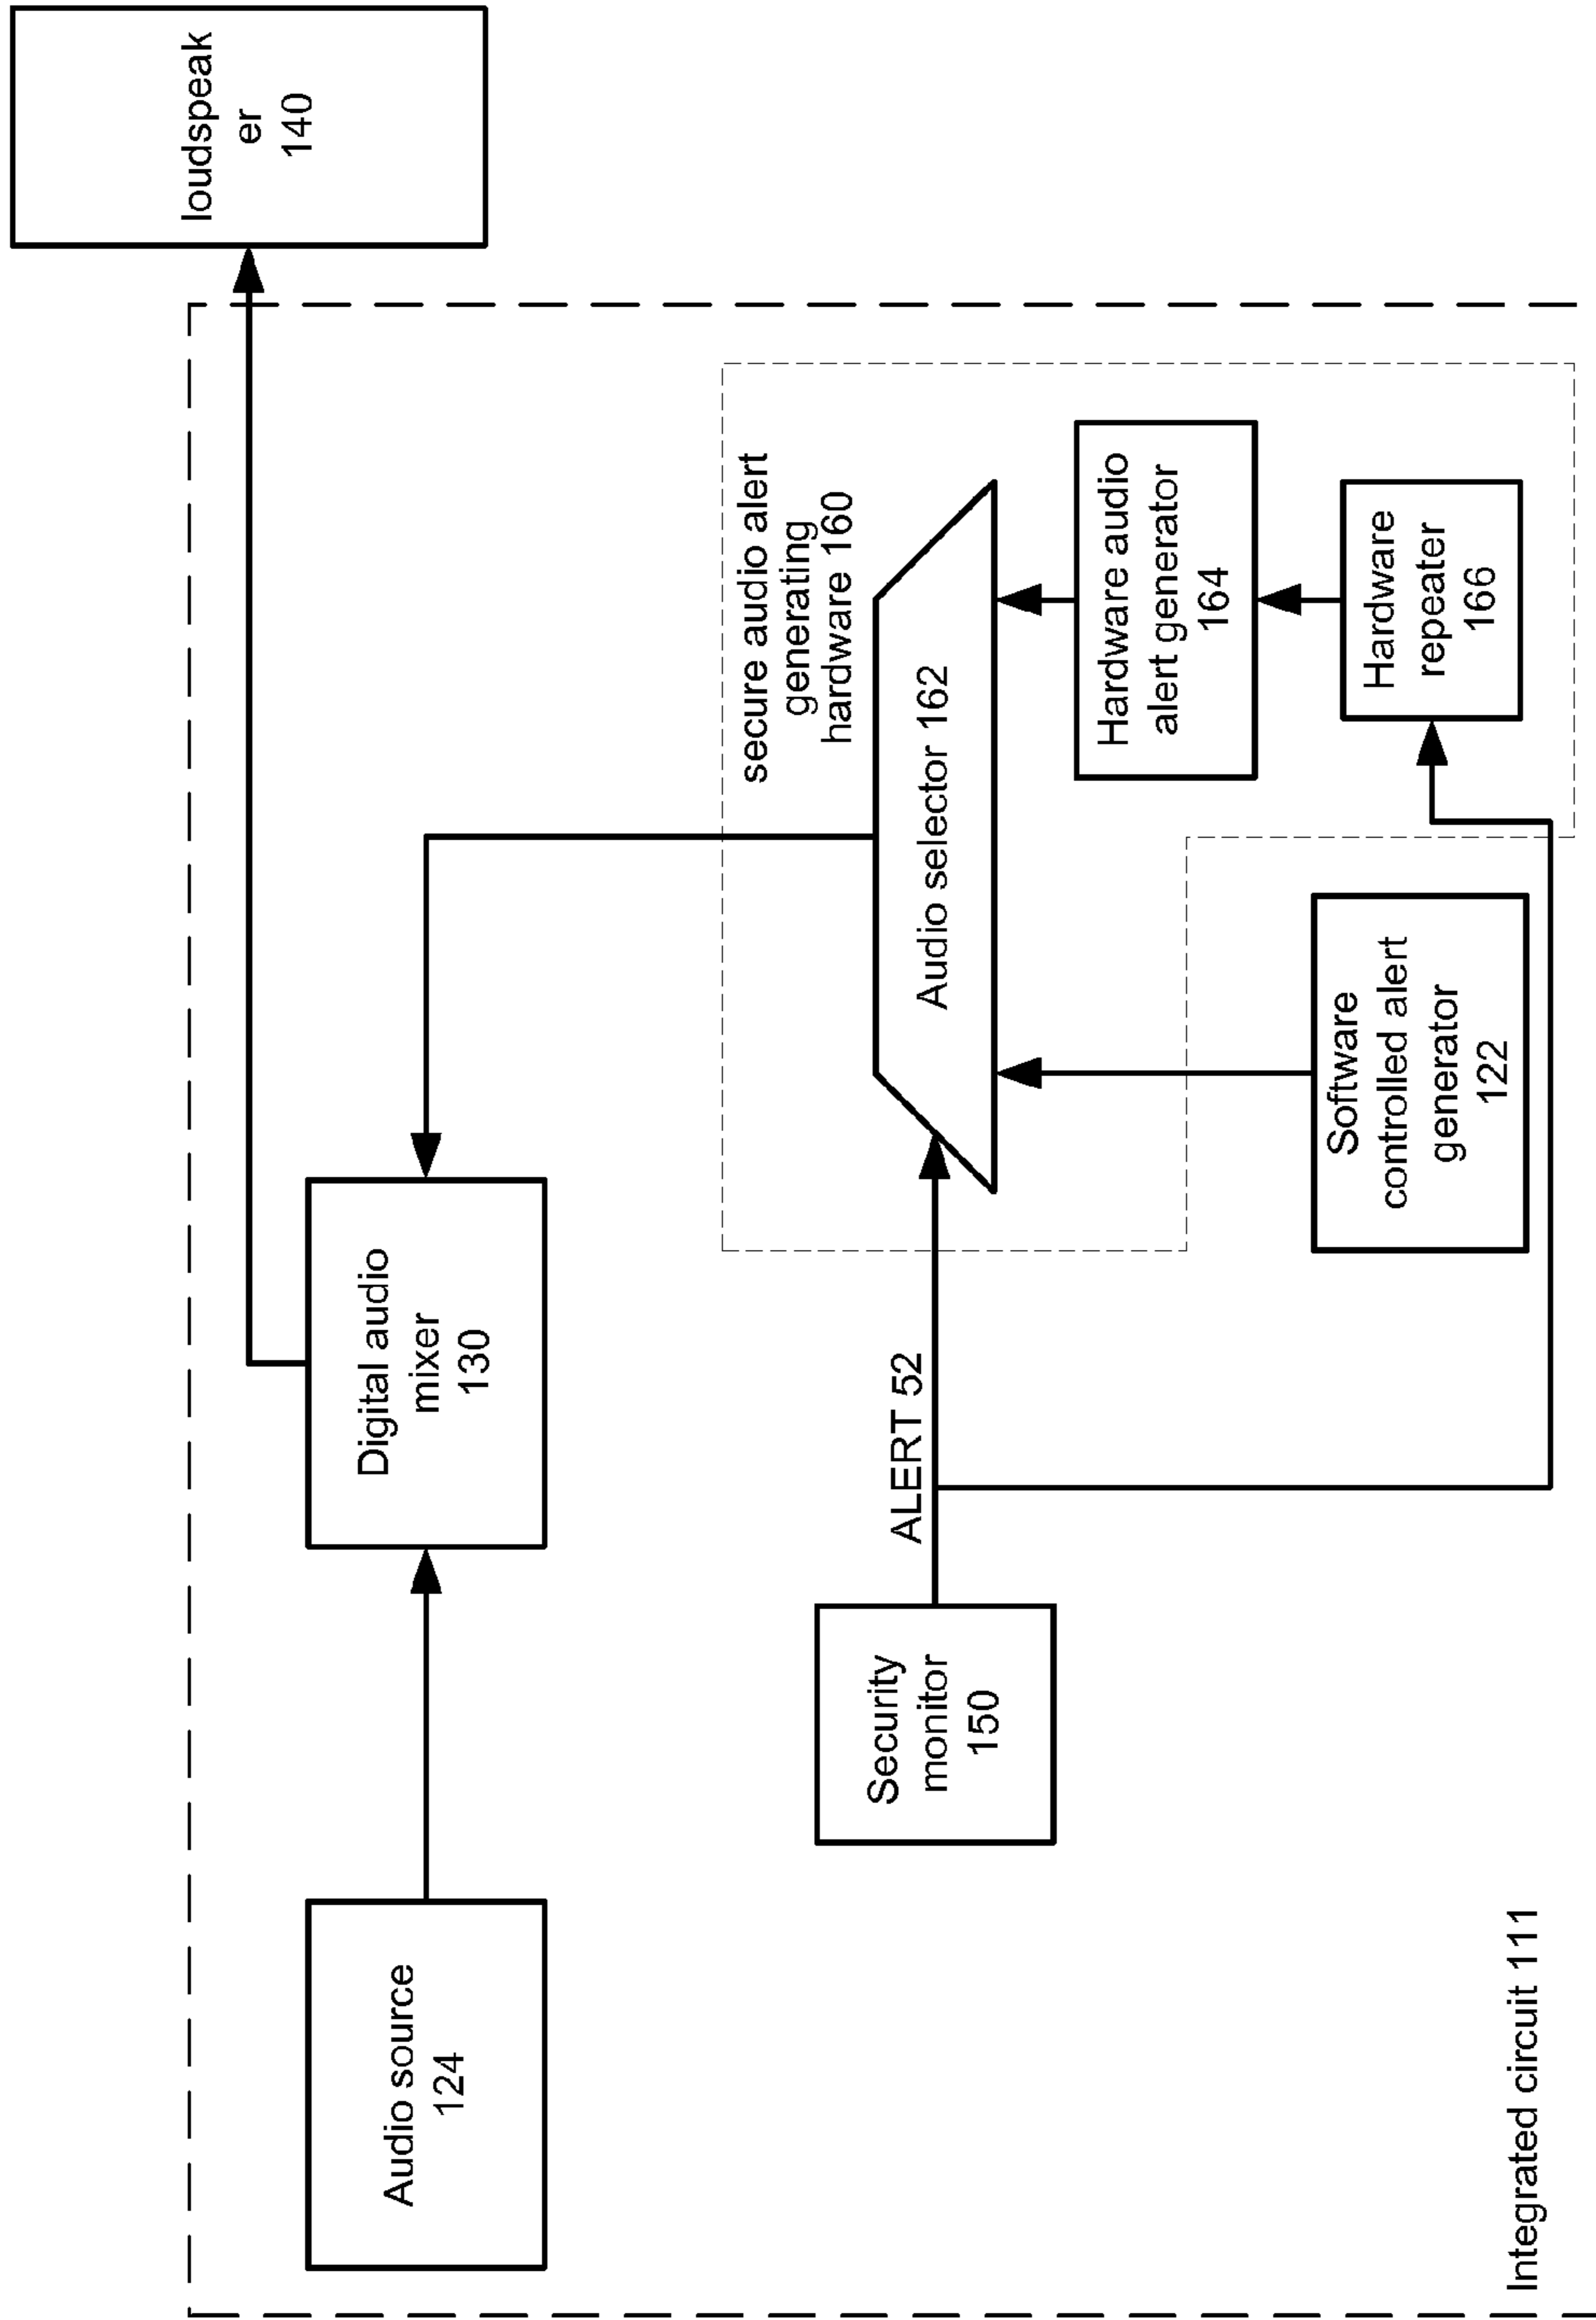 loudspeak
er
140
Audio source
124
Digital audio
mixer
130
secure audio alert
generating
hardware 160
Security
monitor
150
ALERT 52
Audio selector 162
Hardware audio
alert generator
164
Software
controlled alert
generator
122
Hardware
repeater
166
Integrated circuit 111